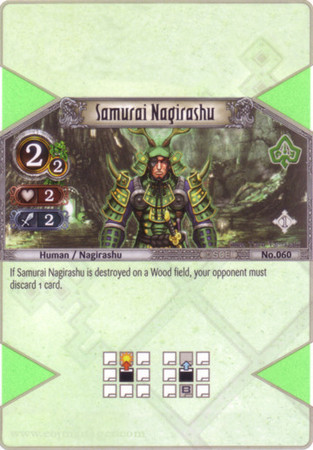 Samurai Nagirashu
2
2
2
1
2
Human / Nagirashu
No.060
If Samurai Nagirashu is destroyed on a Wood field, your opponent must
discard 1 card.
B